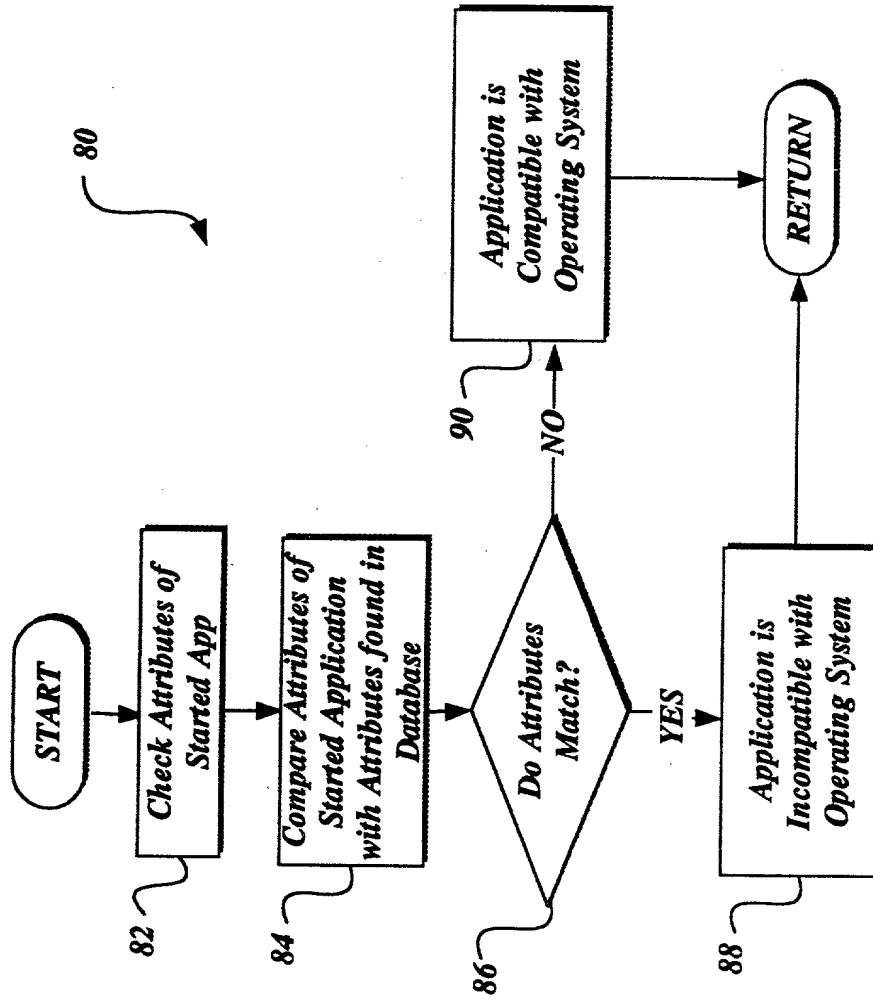 80
START
82
Check Attributes of
Started App
84
Compare Attributes of
Started Application
with Attributes found in
Database
86
Do Attributes
Match?
NO
90
Application is
Compatible with
Operating System
YES
88
Application is
Incompatible with
Operating System
RETURN